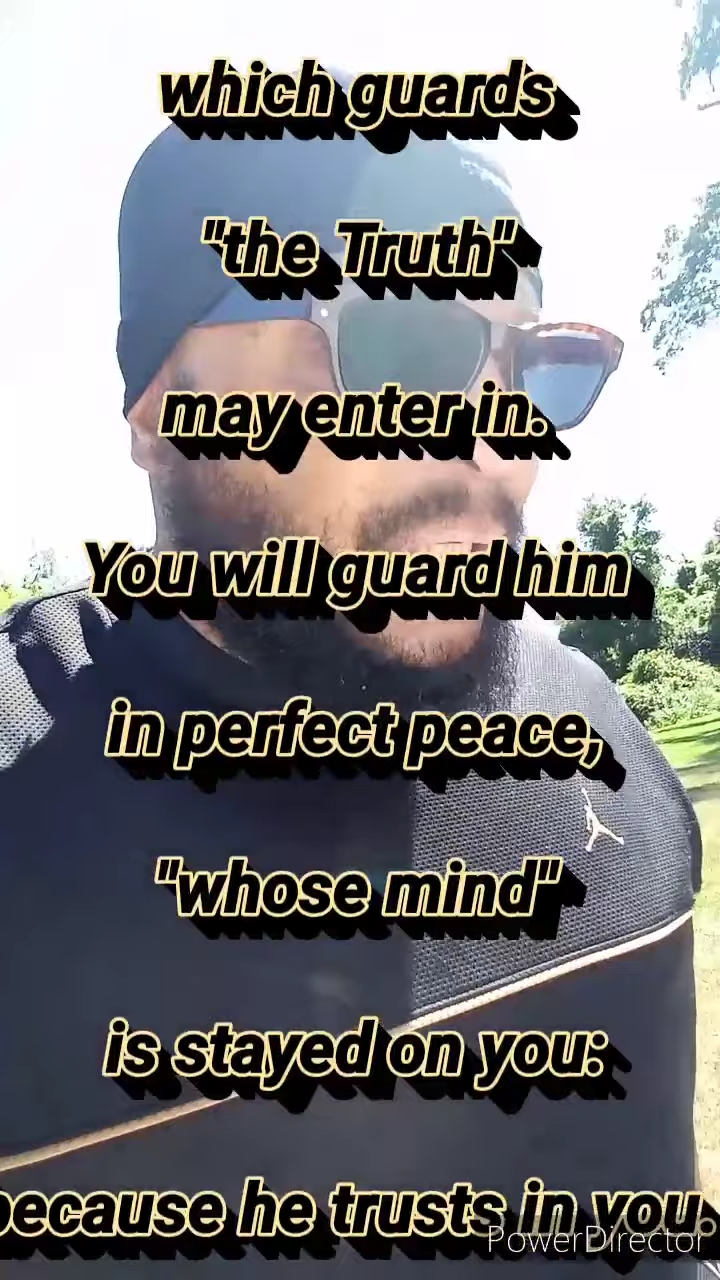 which guards
"the Truth"
may enter in.
You will guard him
in perfect peace,
"whose mind"
is stayed on you:
because he trusts in you.
PowerDirector